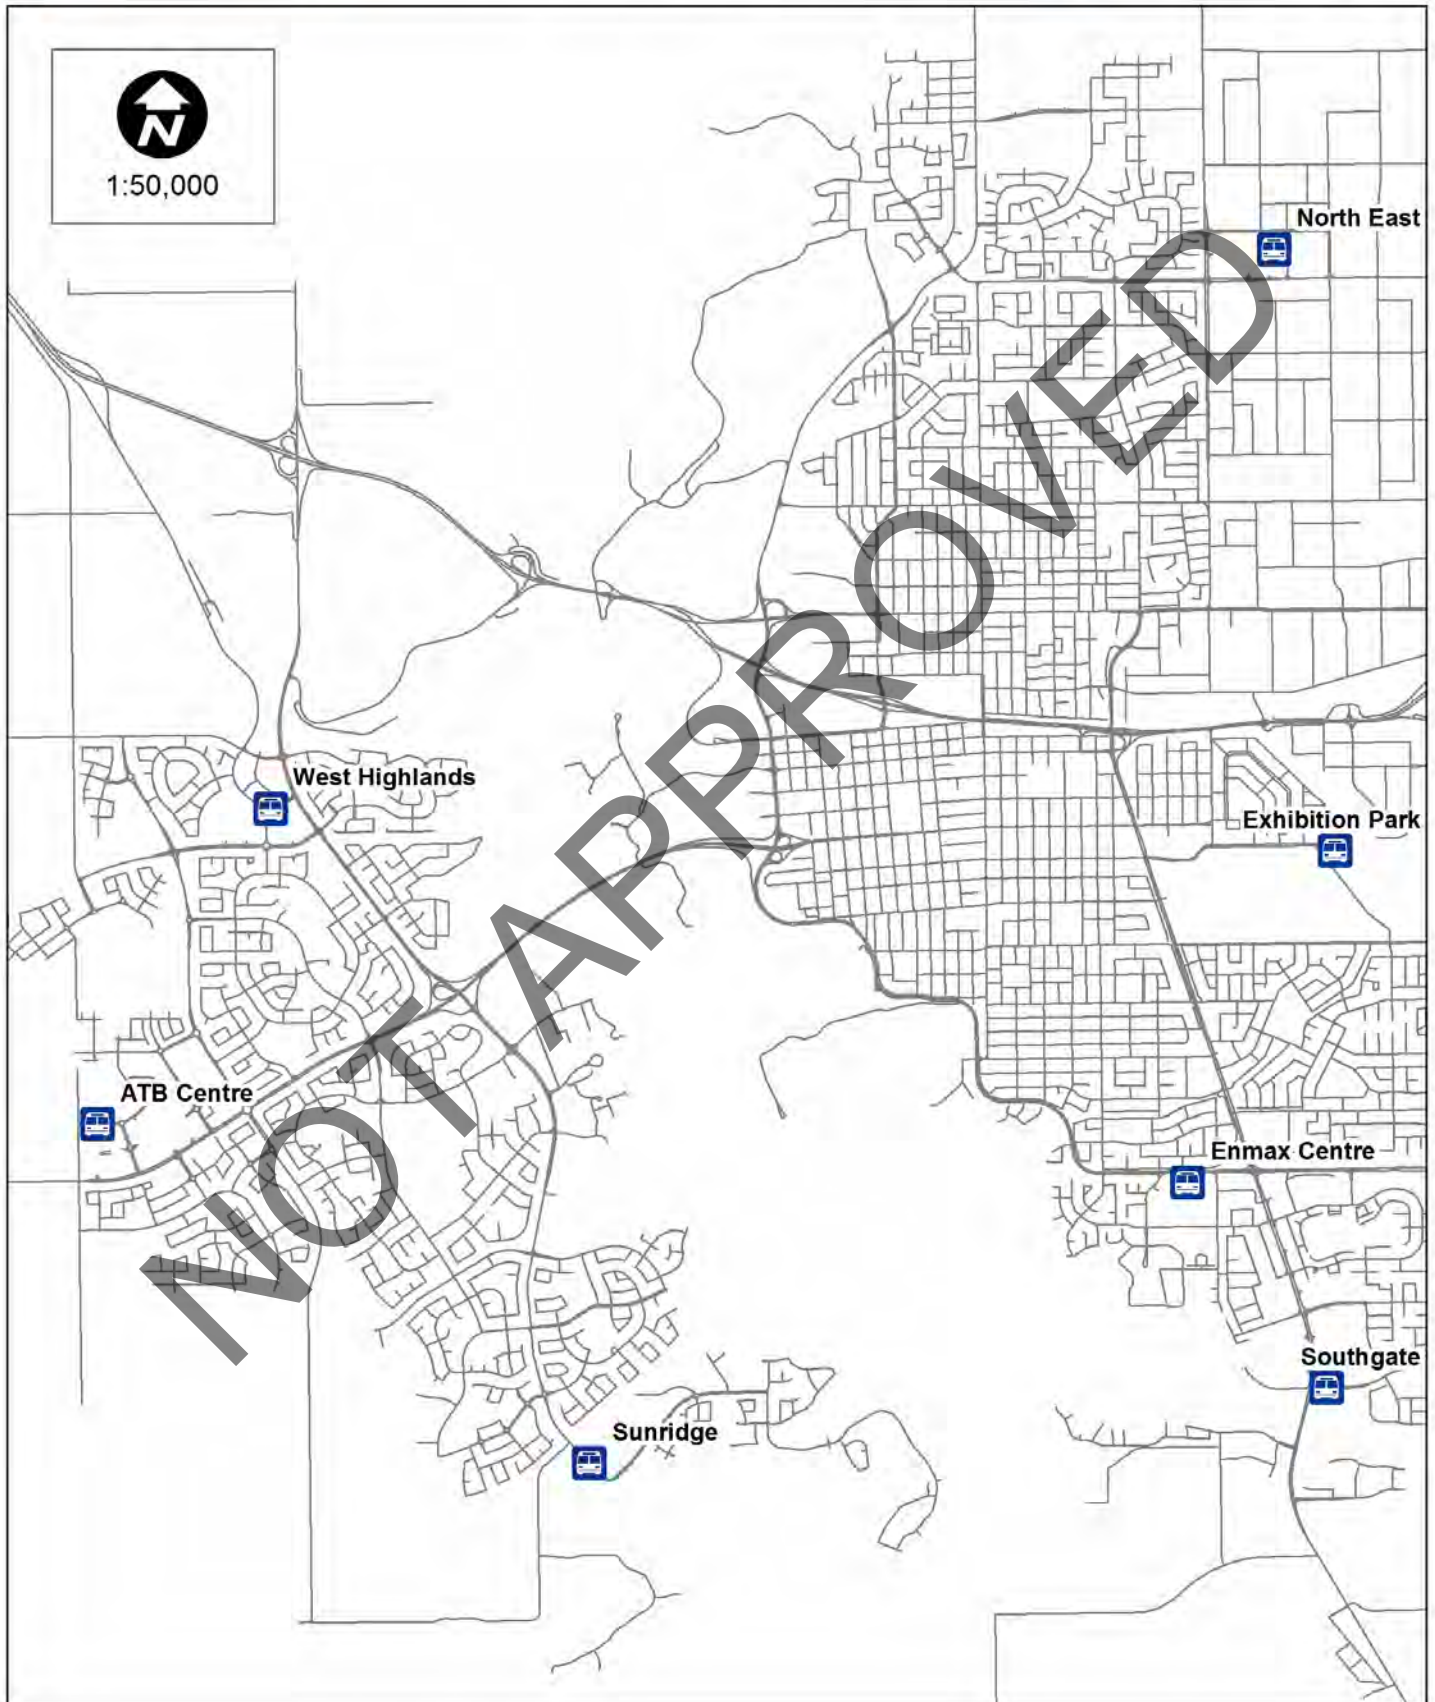 N
1:50,000
North East
West Highlands
Exhibition Park
ATB Centre
Enmax Centre
Southgate
Sunridge
NOT APPROVED